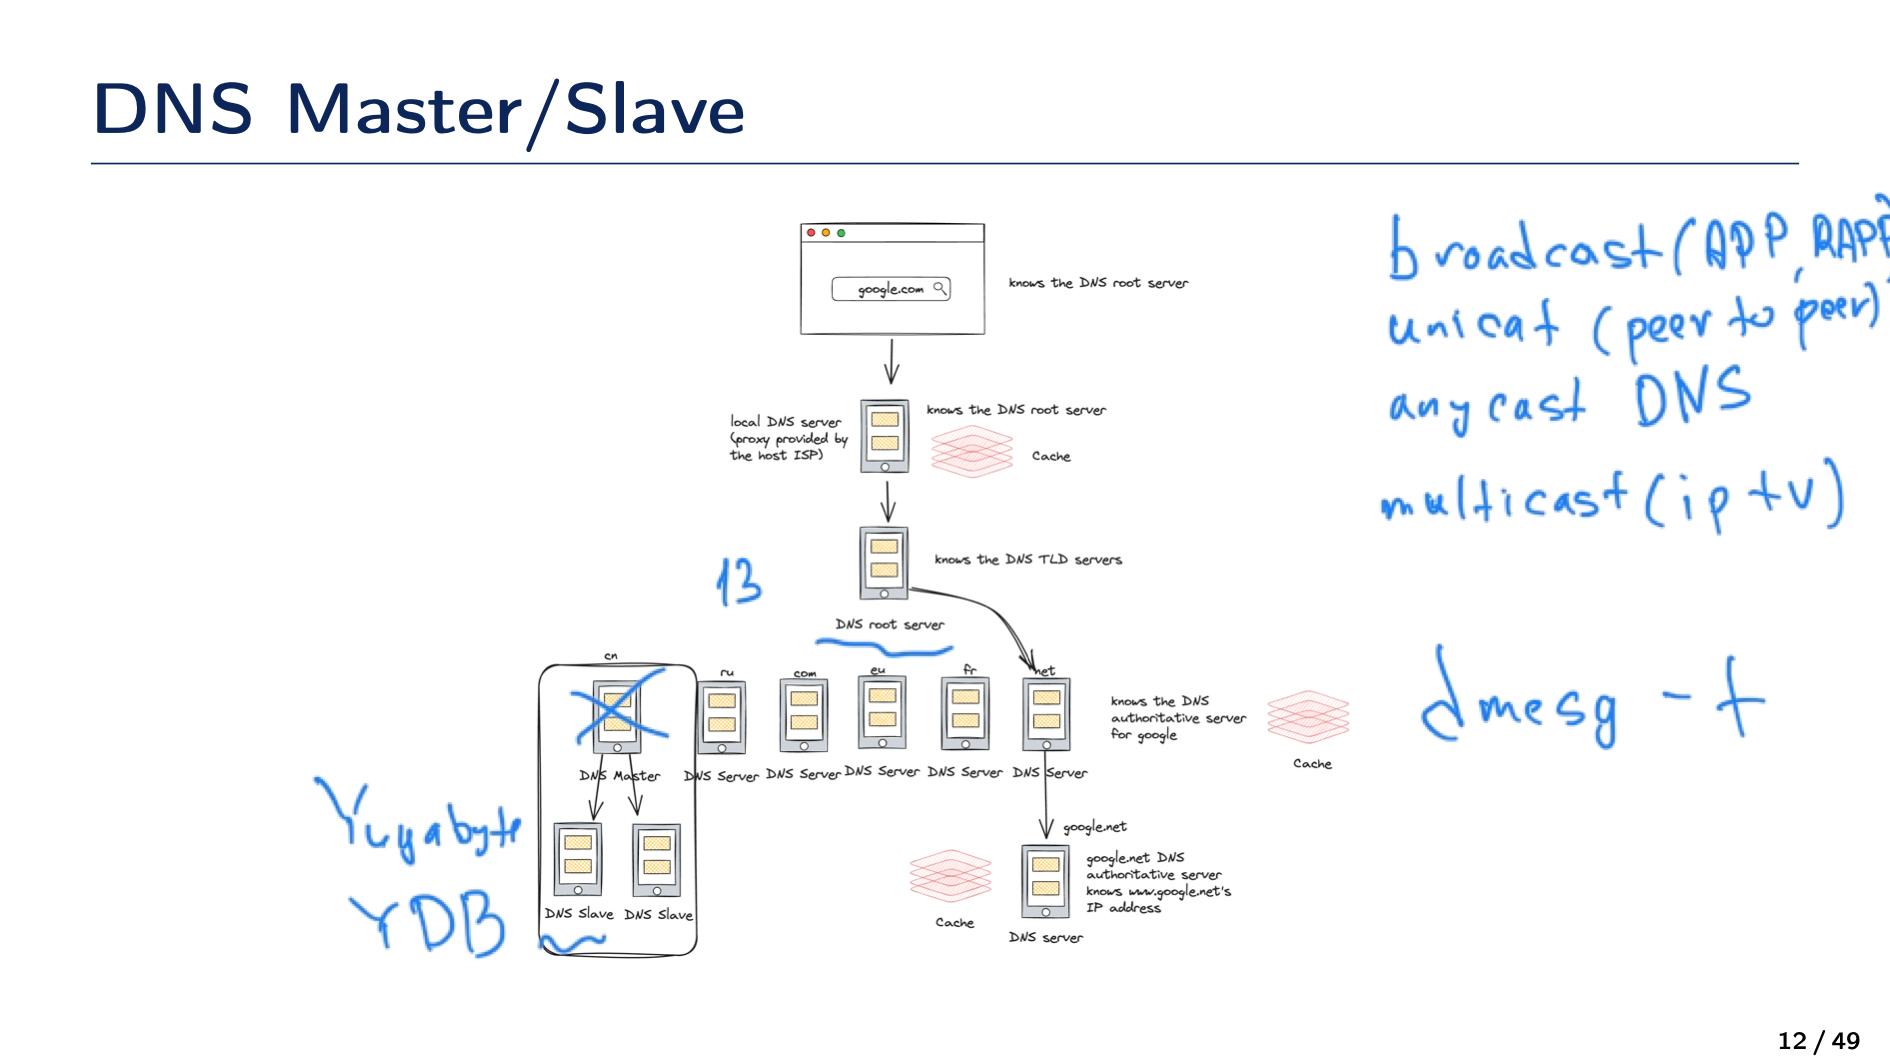 DNS Master/Slave
google.com
knows the DNS root server
local DNS server
(proxy provided by
the host ISP)
knows the DNS root server
Cache
knows the DNS TLD servers
13
DNS root server
cn
ru
com
eu
fr
net
knows the DNS
authoritative server
for google
Cache
DNS Master
DNS Server
DNS Server
DNS Server
DNS Server
DNS Server
DNS Slave
DNS Slave
google.net
google.net DNS
authoritative server
knows www.google.net's
IP address
Cache
DNS server
Yuyabyte
YDB
broadcast (APP, RAPP)
unicat (peer to peer)
anycast DNS
multicast (ip tv)
dmesg -t
12 / 49